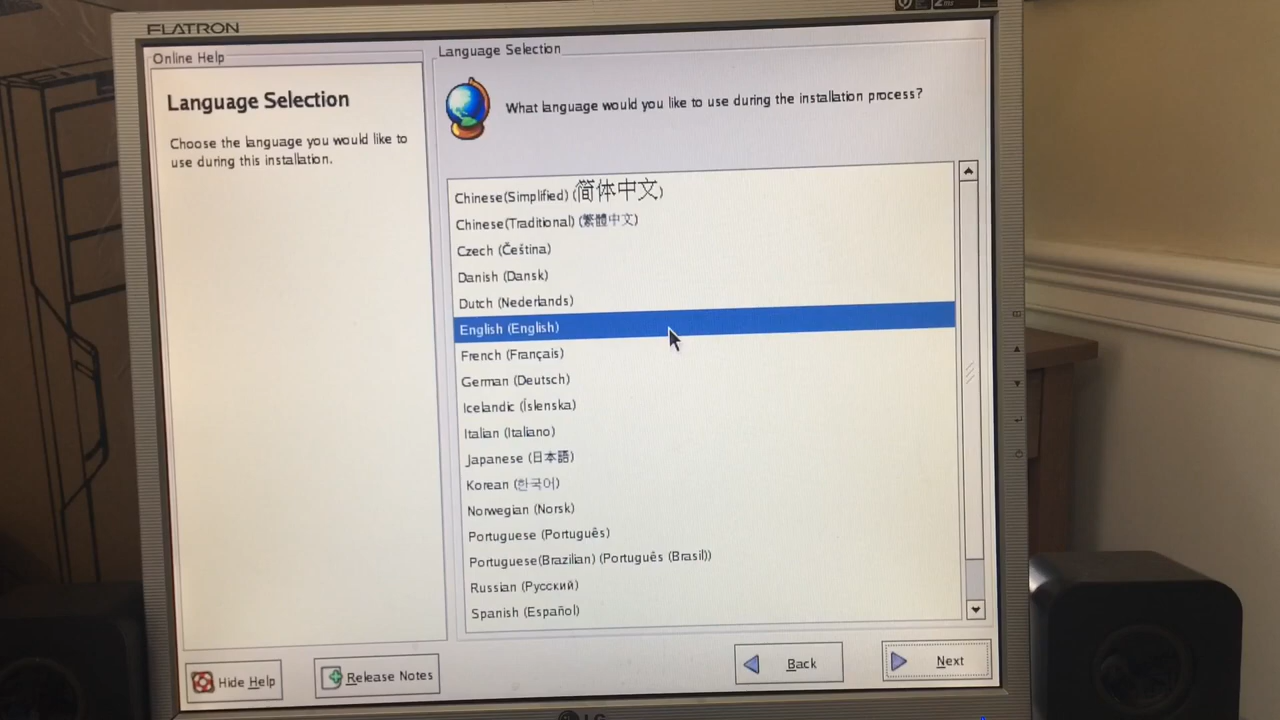 FLATRON
Online Help
Language Selection
Choose the language you would like to
use during this installation.
Language Selection
What language would you like to use during the installation process?
Chinese(Simplified) (简体中文)
Chinese(Traditional) (繁體中文)
Czech (Čeština)
Danish (Dansk)
Dutch (Nederlands)
English (English)
French (Français)
German (Deutsch)
Icelandic (Íslenska)
Italian (Italiano)
Japanese (日本語)
Korean (한국어)
Norwegian (Norsk)
Portuguese (Português)
Portuguese(Brazilian) (Português (Brasil))
Russian (Русский)
Spanish (Español)
Hide Help
Release Notes
Back
Next
LG